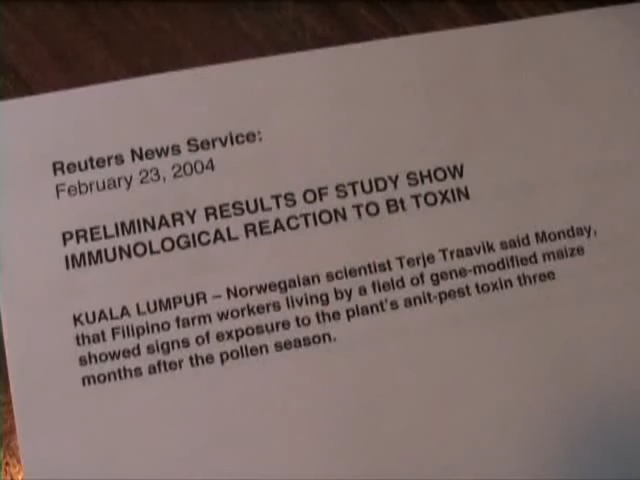 Reuters News Service:
February 23, 2004
PRELIMINARY RESULTS OF STUDY SHOW
IMMUNOLOGICAL REACTION TO Bt TOXIN
KUALA LUMPUR – Norwegaian scientist Terje Traavik said Monday,
that Filipino farm workers living by a field of gene-modified maize
showed signs of exposure to the plant's anit-pest toxin three
months after the pollen season.